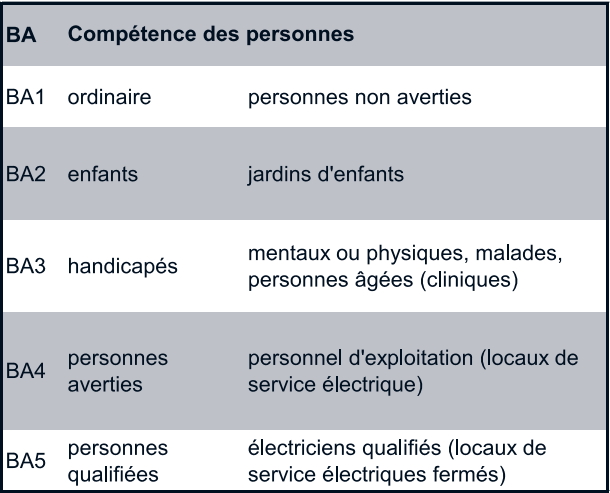 BA Compétence des personnes
BA1 ordinaire personnes non averties
BA2 enfants jardins d'enfants
BA3 handicapés mentaux ou physiques, malades,
personnes âgées (cliniques)
BA4 personnes averties personnel d'exploitation (locaux de
service électrique)
BA5 personnes qualifiées électriciens qualifiés (locaux de
service électriques fermés)